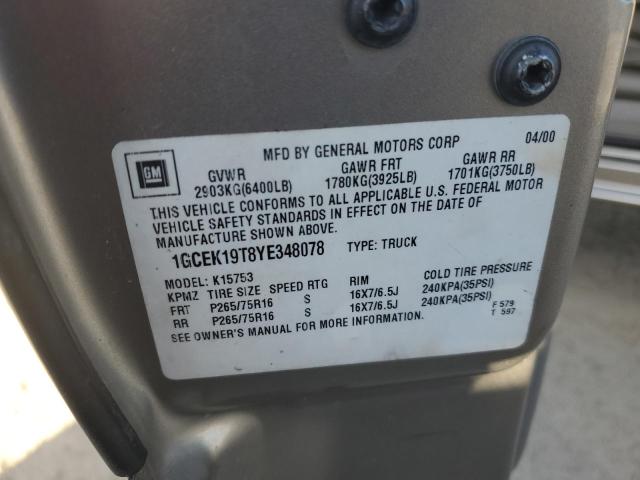 MFD BY GENERAL MOTORS CORP 04/00
GM
GVWR GAWR FRT GAWR RR
2903KG(6400LB) 1780KG(3925LB) 1701KG(3750LB)
THIS VEHICLE CONFORMS TO ALL APPLICABLE U.S. FEDERAL MOTOR
VEHICLE SAFETY STANDARDS IN EFFECT ON THE DATE OF
MANUFACTURE SHOWN ABOVE.
1GCEK19T8YE348078 TYPE: TRUCK
MODEL: K15753
KPMZ TIRE SIZE SPEED RTG RIM COLD TIRE PRESSURE
FRT P265/75R16 S 16X7/6.5J 240KPA(35PSI)
RR P265/75R16 S 16X7/6.5J 240KPA(35PSI)
SEE OWNER'S MANUAL FOR MORE INFORMATION.
F 579
T 597